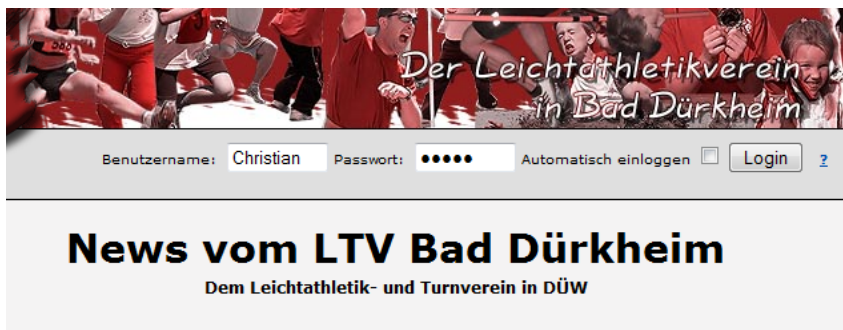 Der Leichtathletikverein
in Bad Dürkheim
Benutzername: Christian Passwort: ●●●●● Automatisch einloggen Login ?
News vom LTV Bad Dürkheim
Dem Leichtathletik- und Turnverein in DÜW